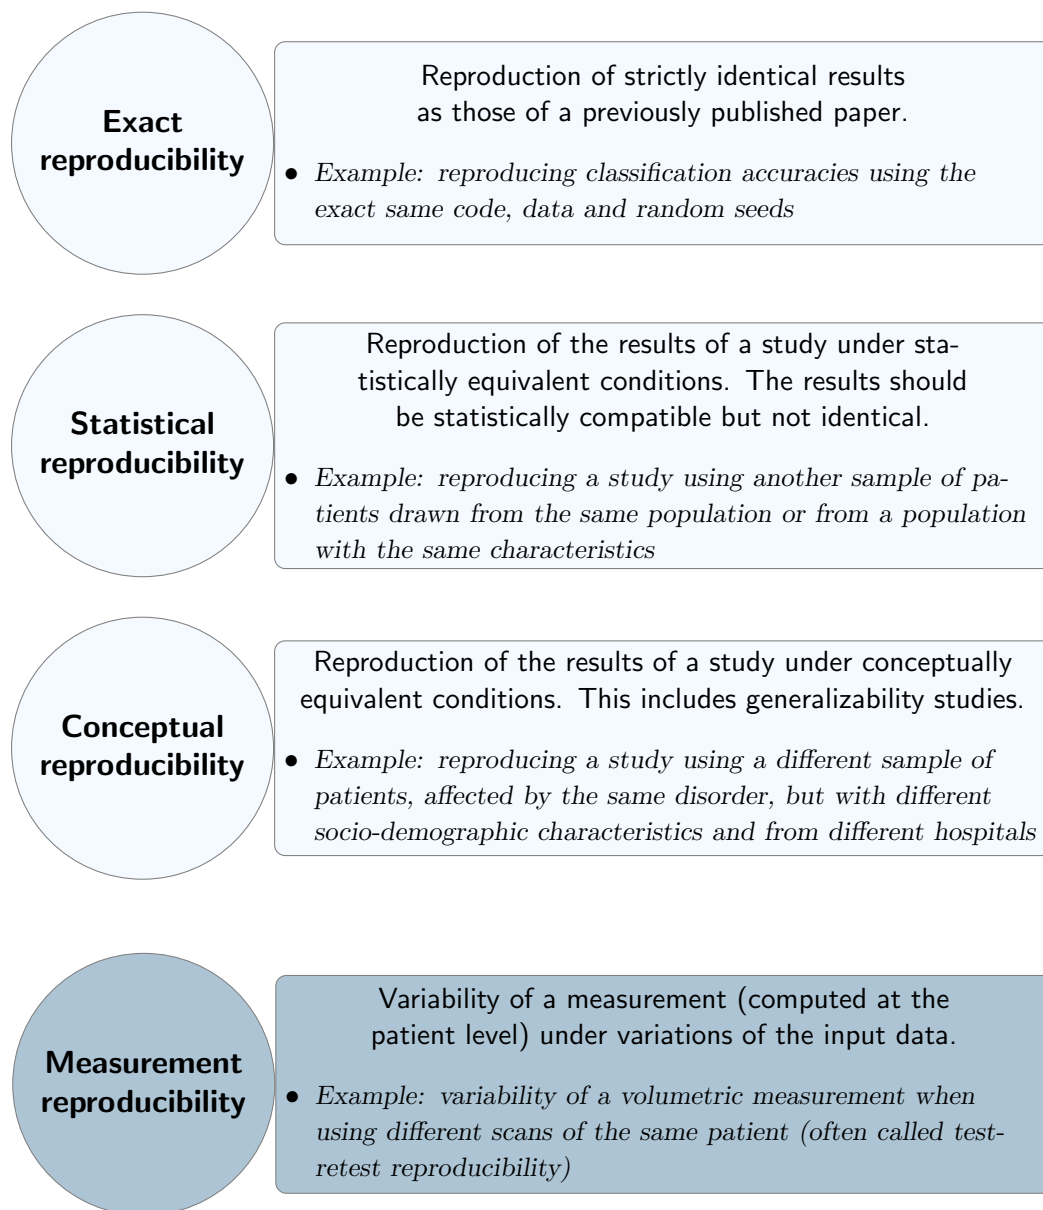 Exact
reproducibility
Reproduction of strictly identical results
as those of a previously published paper.
• Example: reproducing classification accuracies using the
exact same code, data and random seeds
Statistical
reproducibility
Reproduction of the results of a study under sta-
tistically equivalent conditions. The results should
be statistically compatible but not identical.
• Example: reproducing a study using another sample of pa-
tients drawn from the same population or from a population
with the same characteristics
Conceptual
reproducibility
Reproduction of the results of a study under conceptually
equivalent conditions. This includes generalizability studies.
• Example: reproducing a study using a different sample of
patients, affected by the same disorder, but with different
socio-demographic characteristics and from different hospitals
Measurement
reproducibility
Variability of a measurement (computed at the
patient level) under variations of the input data.
• Example: variability of a volumetric measurement when
using different scans of the same patient (often called test-
retest reproducibility)